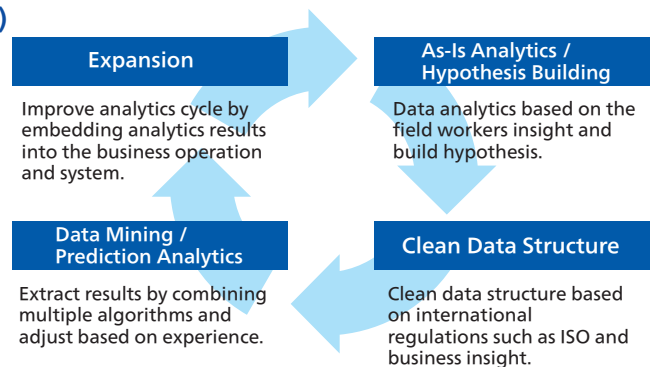 )
Expansion
Improve analytics cycle by
embedding analytics results
into the business operation
and system.
As-Is Analytics /
Hypothesis Building
Data analytics based on the
field workers insight and
build hypothesis.
Data Mining /
Prediction Analytics
Extract results by combining
multiple algorithms and
adjust based on experience.
Clean Data Structure
Clean data structure based
on international
regulations such as ISO and
business insight.